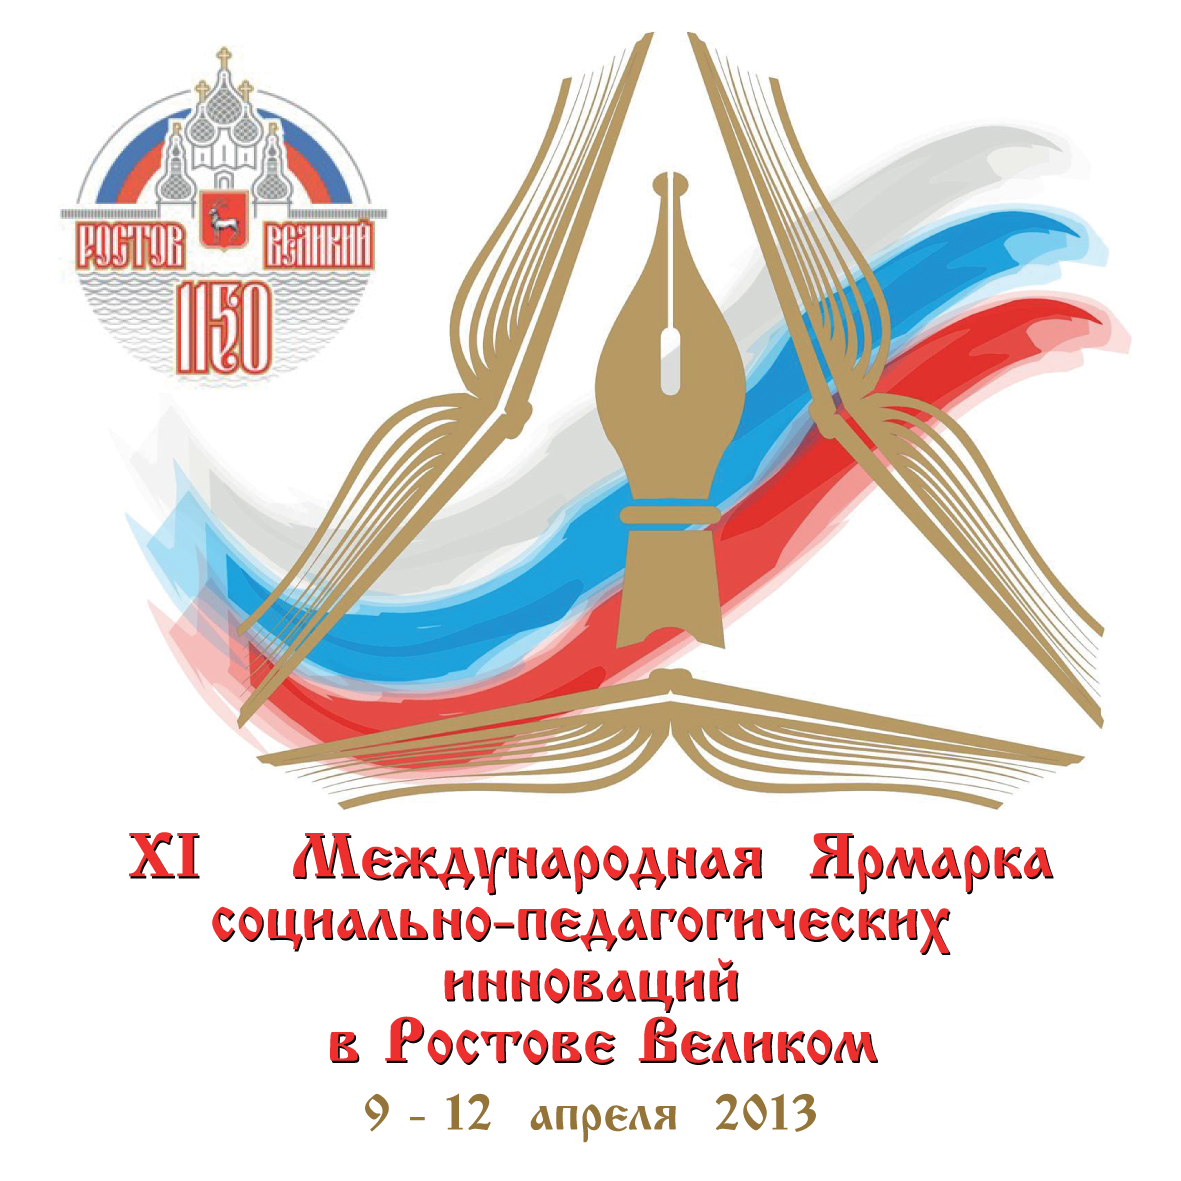 РОСТОВ ВЕЛИКИЙ
1150
XI Международная Ярмарка
социально-педагогических
инноваций
в Ростове Великом
9 - 12 апреля 2013